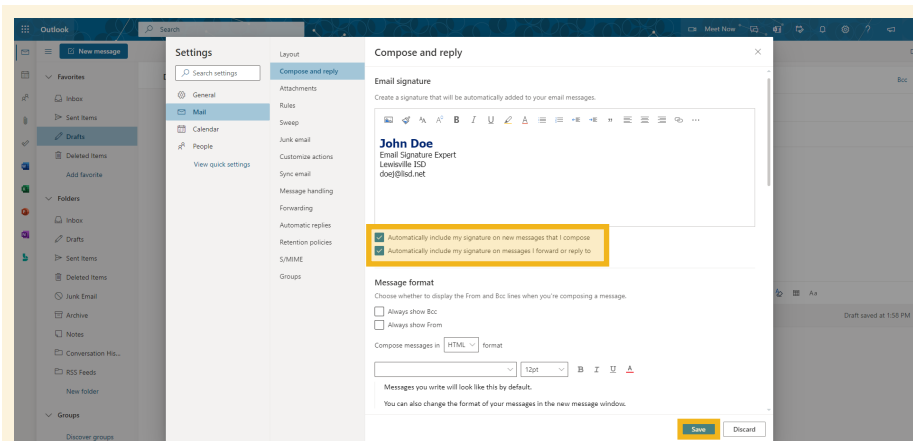 Outlook
Search
Meet Now
New message
Favorites
Inbox
Sent Items
Drafts
Deleted Items
Add favorite
Folders
Inbox
Drafts
Sent Items
Deleted Items
Junk Email
Archive
Notes
Conversation His...
RSS Feeds
New folder
Groups
Discover groups
Settings
Search settings
General
Mail
Calendar
People
View quick settings
Layout
Compose and reply
Attachments
Rules
Sweep
Junk email
Customize actions
Sync email
Message handling
Forwarding
Automatic replies
Retention policies
S/MIME
Groups
Compose and reply
Email signature
Create a signature that will be automatically added to your email messages.
John Doe
Email Signature Expert
Lewisville ISD
doej@lisd.net
Automatically include my signature on new messages that I compose
Automatically include my signature on messages I forward or reply to
Message format
Choose whether to display the From and Bcc lines when you're composing a message.
Always show Bcc
Always show From
Compose messages in HTML format
12pt B I U A
Messages you write will look like this by default.
You can also change the format of your messages in the new message window.
Save Discard
Bcc
Draft saved at 1:58 PM